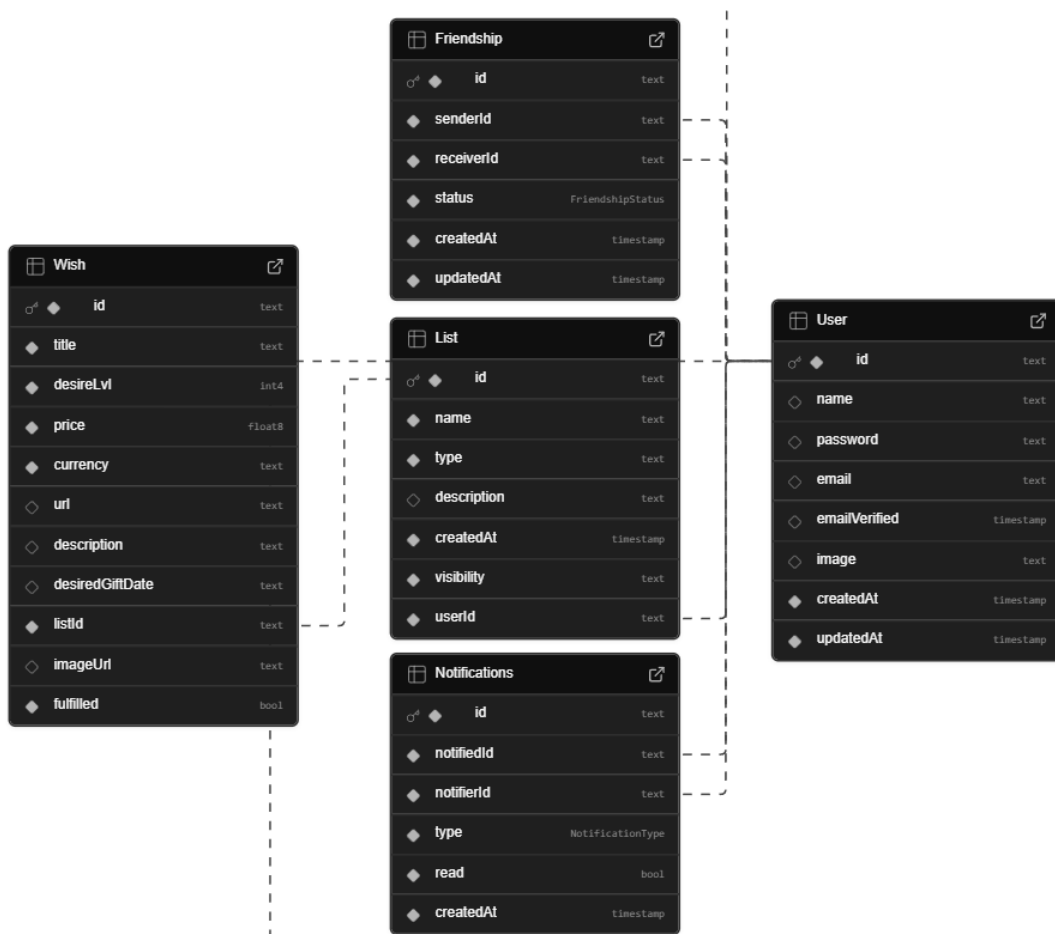 Friendship
id text
senderId text
receiverId text
status FriendshipStatus
createdAt timestamp
updatedAt timestamp
Wish
id text
title text
desireLvl int4
price float8
currency text
url text
description text
desiredGiftDate text
listId text
imageUrl text
fulfilled bool
List
id text
name text
type text
description text
createdAt timestamp
visibility text
userId text
Notifications
id text
notifiedId text
notifierId text
type NotificationType
read bool
createdAt timestamp
User
id text
name text
password text
email text
emailVerified timestamp
image text
createdAt timestamp
updatedAt timestamp